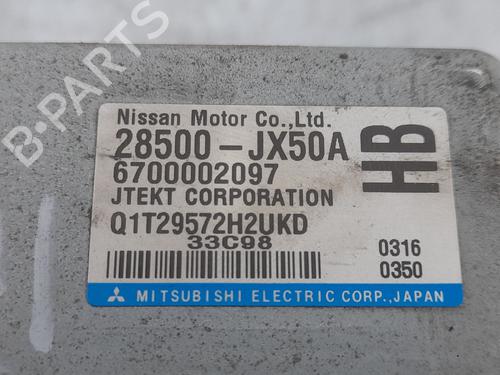 Nissan Motor Co.,Ltd.
28500-JX50A
HB
6700002097
JTEKT CORPORATION
Q1T29572H2UKD
33C98
0316
0350
MITSUBISHI ELECTRIC CORP.,JAPAN
B-PARTS